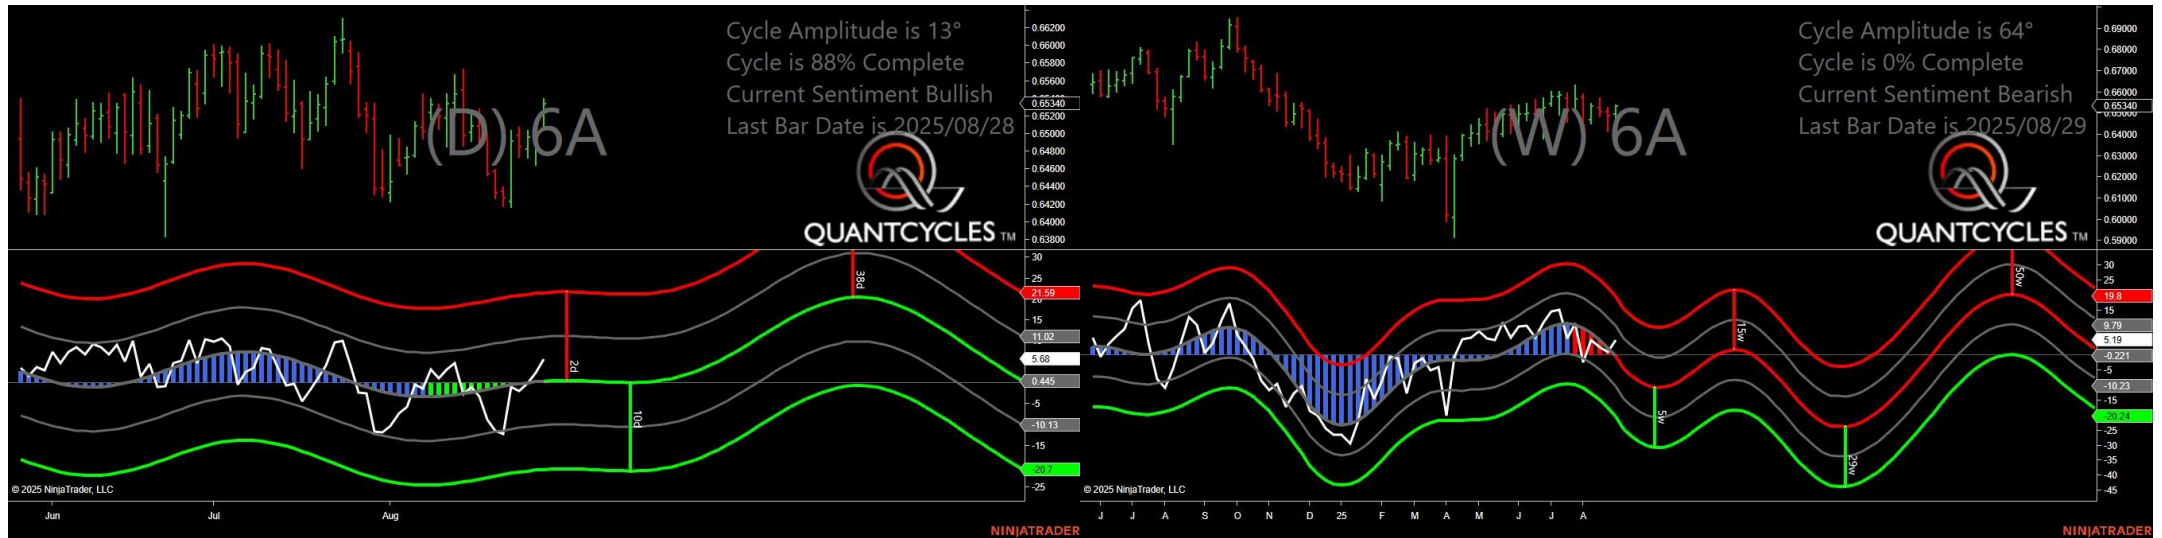 Cycle Amplitude is 13°
Cycle is 88% Complete
Current Sentiment Bullish
Last Bar Date is 2025/08/28
(D) 6A
QUANTCYCLES TM
0.66200
0.66000
0.65800
0.65600
0.65340
0.65200
0.65000
0.64800
0.64600
0.64400
0.64200
0.64000
0.63800
30
25
21.59
15
11.02
5.68
0.445
-5
-10.13
-15
-20.7
-25
38d
2d
10d
© 2025 NinjaTrader, LLC
Jun
Jul
Aug
NINJATRADER
Cycle Amplitude is 64°
Cycle is 0% Complete
Current Sentiment Bearish
Last Bar Date is 2025/08/29
(W) 6A
QUANTCYCLES TM
0.69000
0.68000
0.67000
0.66000
0.65340
0.64000
0.63000
0.62000
0.61000
0.60000
0.59000
30
25
19.8
15
9.79
5.19
-0.221
-5
-10.23
-15
-20.24
-25
-30
-35
-40
-45
50w
15w
5w
29w
© 2025 NinjaTrader, LLC
J
J
A
S
O
N
D
25
F
M
A
M
J
J
A
NINJATRADER